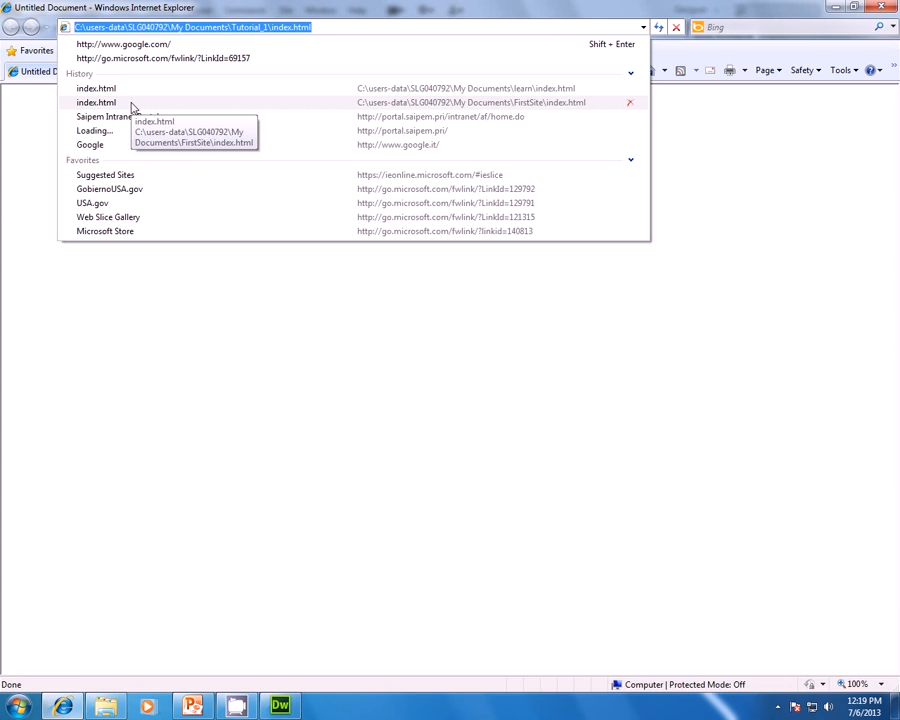 Untitled Document - Windows Internet Explorer
C:\users-data\SLG040792\My Documents\Tutorial_1\index.html
Bing
Favorites
http://www.google.com/ Shift + Enter
http://go.microsoft.com/fwlink/?LinkId=69157
Untitled D
Page Safety Tools
History
index.html C:\users-data\SLG040792\My Documents\learn\index.html
index.html C:\users-data\SLG040792\My Documents\FirstSite\index.html
Saipem Intrane http://portal.saipem.pri/intranet/af/home.do
index.html
C:\users-data\SLG040792\My
Documents\FirstSite\index.html
Loading... http://portal.saipem.pri/
Google http://www.google.it/
Favorites
Suggested Sites https://ieonline.microsoft.com/#ieslice
GobiernoUSA.gov http://go.microsoft.com/fwlink/?LinkId=129792
USA.gov http://go.microsoft.com/fwlink/?LinkId=129791
Web Slice Gallery http://go.microsoft.com/fwlink/?LinkId=121315
Microsoft Store http://go.microsoft.com/fwlink/?linkid=140813
Done
Computer | Protected Mode: Off
100%
Dw
12:19 PM
7/6/2013